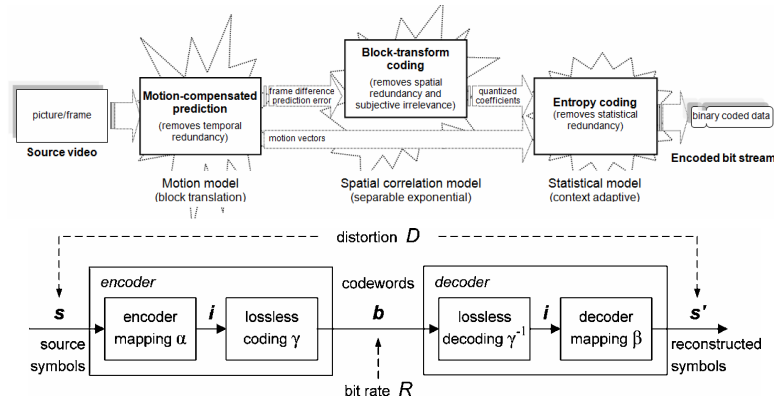 picture/frame
Source video
Motion-compensated
prediction
(removes temporal
redundancy)
frame difference
prediction error
motion vectors
Block-transform
coding
(removes spatial
redundancy and
subjective irrelevance)
quantized
coefficients
Entropy coding
(removes statistical
redundancy)
binary coded data
Encoded bit stream
Motion model
(block translation)
Spatial correlation model
(separable exponential)
Statistical model
(context adaptive)
distortion D
encoder
codewords
decoder
s
encoder
mapping α
i
lossless
coding γ
b
lossless
decoding γ⁻¹
i
decoder
mapping β
s'
source
symbols
reconstructed
symbols
bit rate R